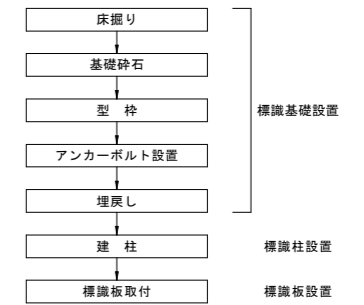 床掘り
基礎砕石
型　枠
標識基礎設置
アンカーボルト設置
埋戻し
建　柱
標識柱設置
標識板取付
標識板設置